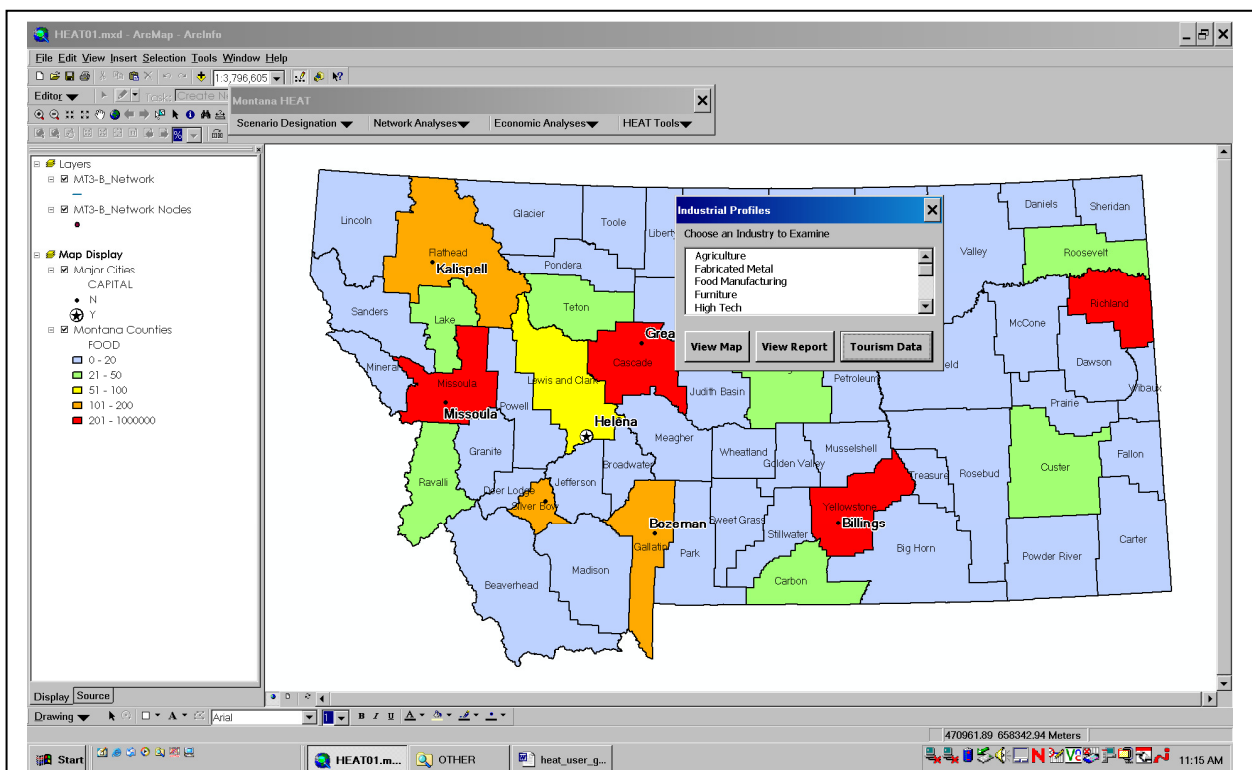 HEAT01.mxd - ArcMap - ArcInfo
File Edit View Insert Selection Tools Window Help
1:3,796,605
Editor Task: Create N
Montana HEAT
Scenario Designation Network Analyses Economic Analyses HEAT Tools
Layers
MT3-B_Network
MT3-B_Network Nodes
Map Display
Major Cities
CAPITAL
N
Y
Montana Counties
FOOD
0 - 20
21 - 50
51 - 100
101 - 200
201 - 1000000
Display Source
Lincoln
Flathead
Kalispell
Glacier
Toole
Liberty
Pondera
Teton
Sanders
Lake
Mineral
Missoula
Missoula
Powell
Lewis and Clark
Helena
Cascade
Grea
Judith Basin
Petroleum
Valley
Daniels
Sheridan
Roosevelt
Richland
McCone
Dawson
Wibaux
Prairie
eld
Granite
Ravalli
Deer Lodge
Silver Bow
Jefferson
Broadwater
Meagher
Wheatland
Golden Valley
Musselshell
Treasure
Rosebud
Custer
Fallon
Beaverhead
Madison
Bozeman
Gallatin
Park
Sweet Grass
Stillwater
Yellowstone
Billings
Carbon
Big Horn
Powder River
Carter
Industrial Profiles
Choose an Industry to Examine
Agriculture
Fabricated Metal
Food Manufacturing
Furniture
High Tech
View Map View Report Tourism Data
Drawing A Arial B I U A
470961.89 658342.94 Meters
Start HEAT01.m... OTHER heat_user_g... 11:15 AM